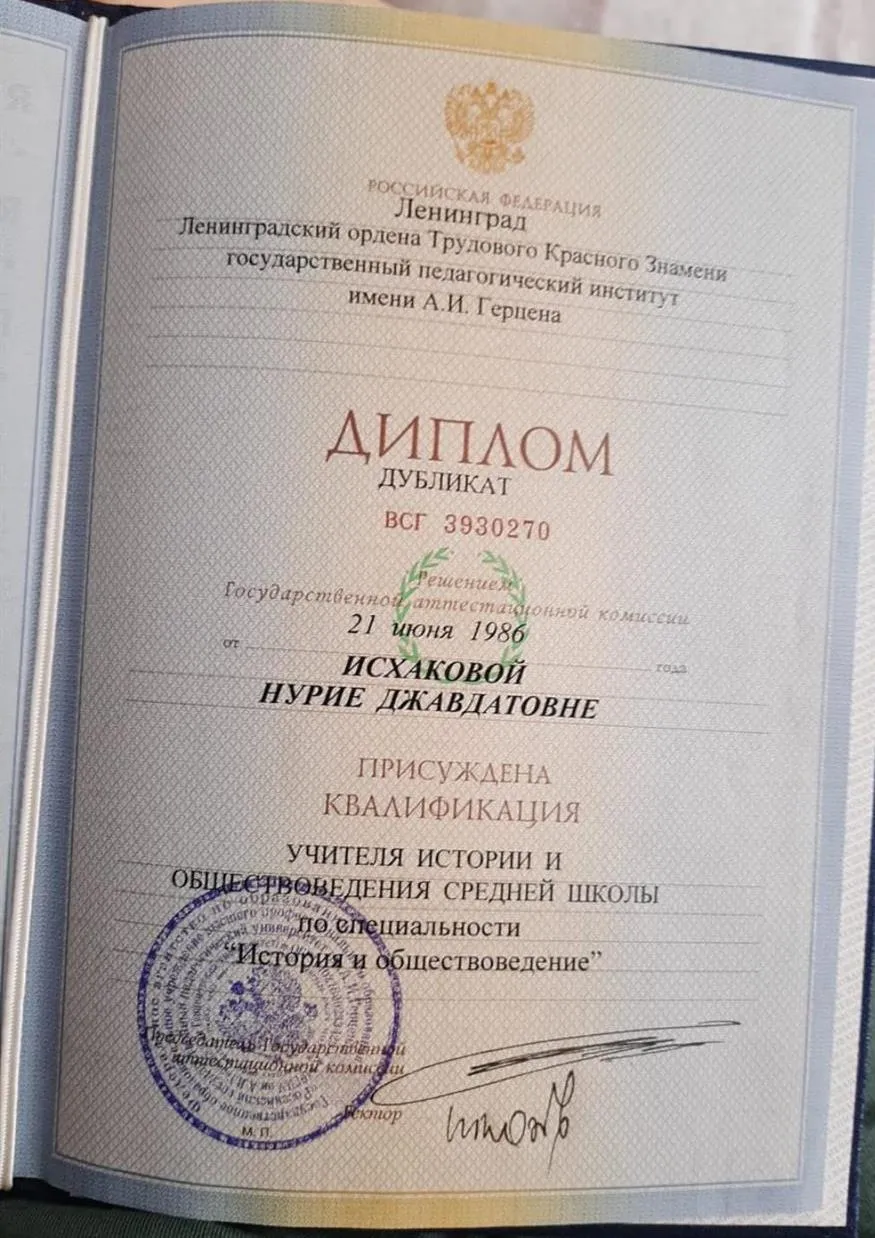 РОССИЙСКАЯ ФЕДЕРАЦИЯ
Ленинград
Ленинградский ордена Трудового Красного Знамени
государственный педагогический институт
имени А.И. Герцена
ДИПЛОМ
ДУБЛИКАТ
ВСГ 3930270
Решением
Государственной аттестационной комиссии
21 июня 1986
от года
ИСХАКОВОЙ
НУРИЕ ДЖАВДАТОВНЕ
ПРИСУЖДЕНА
КВАЛИФИКАЦИЯ
УЧИТЕЛЯ ИСТОРИИ И
ОБЩЕСТВОВЕДЕНИЯ СРЕДНЕЙ ШКОЛЫ
по специальности
“История и обществоведение”
Председатель Государственной
аттестационной комиссии
Ректор
М. П.